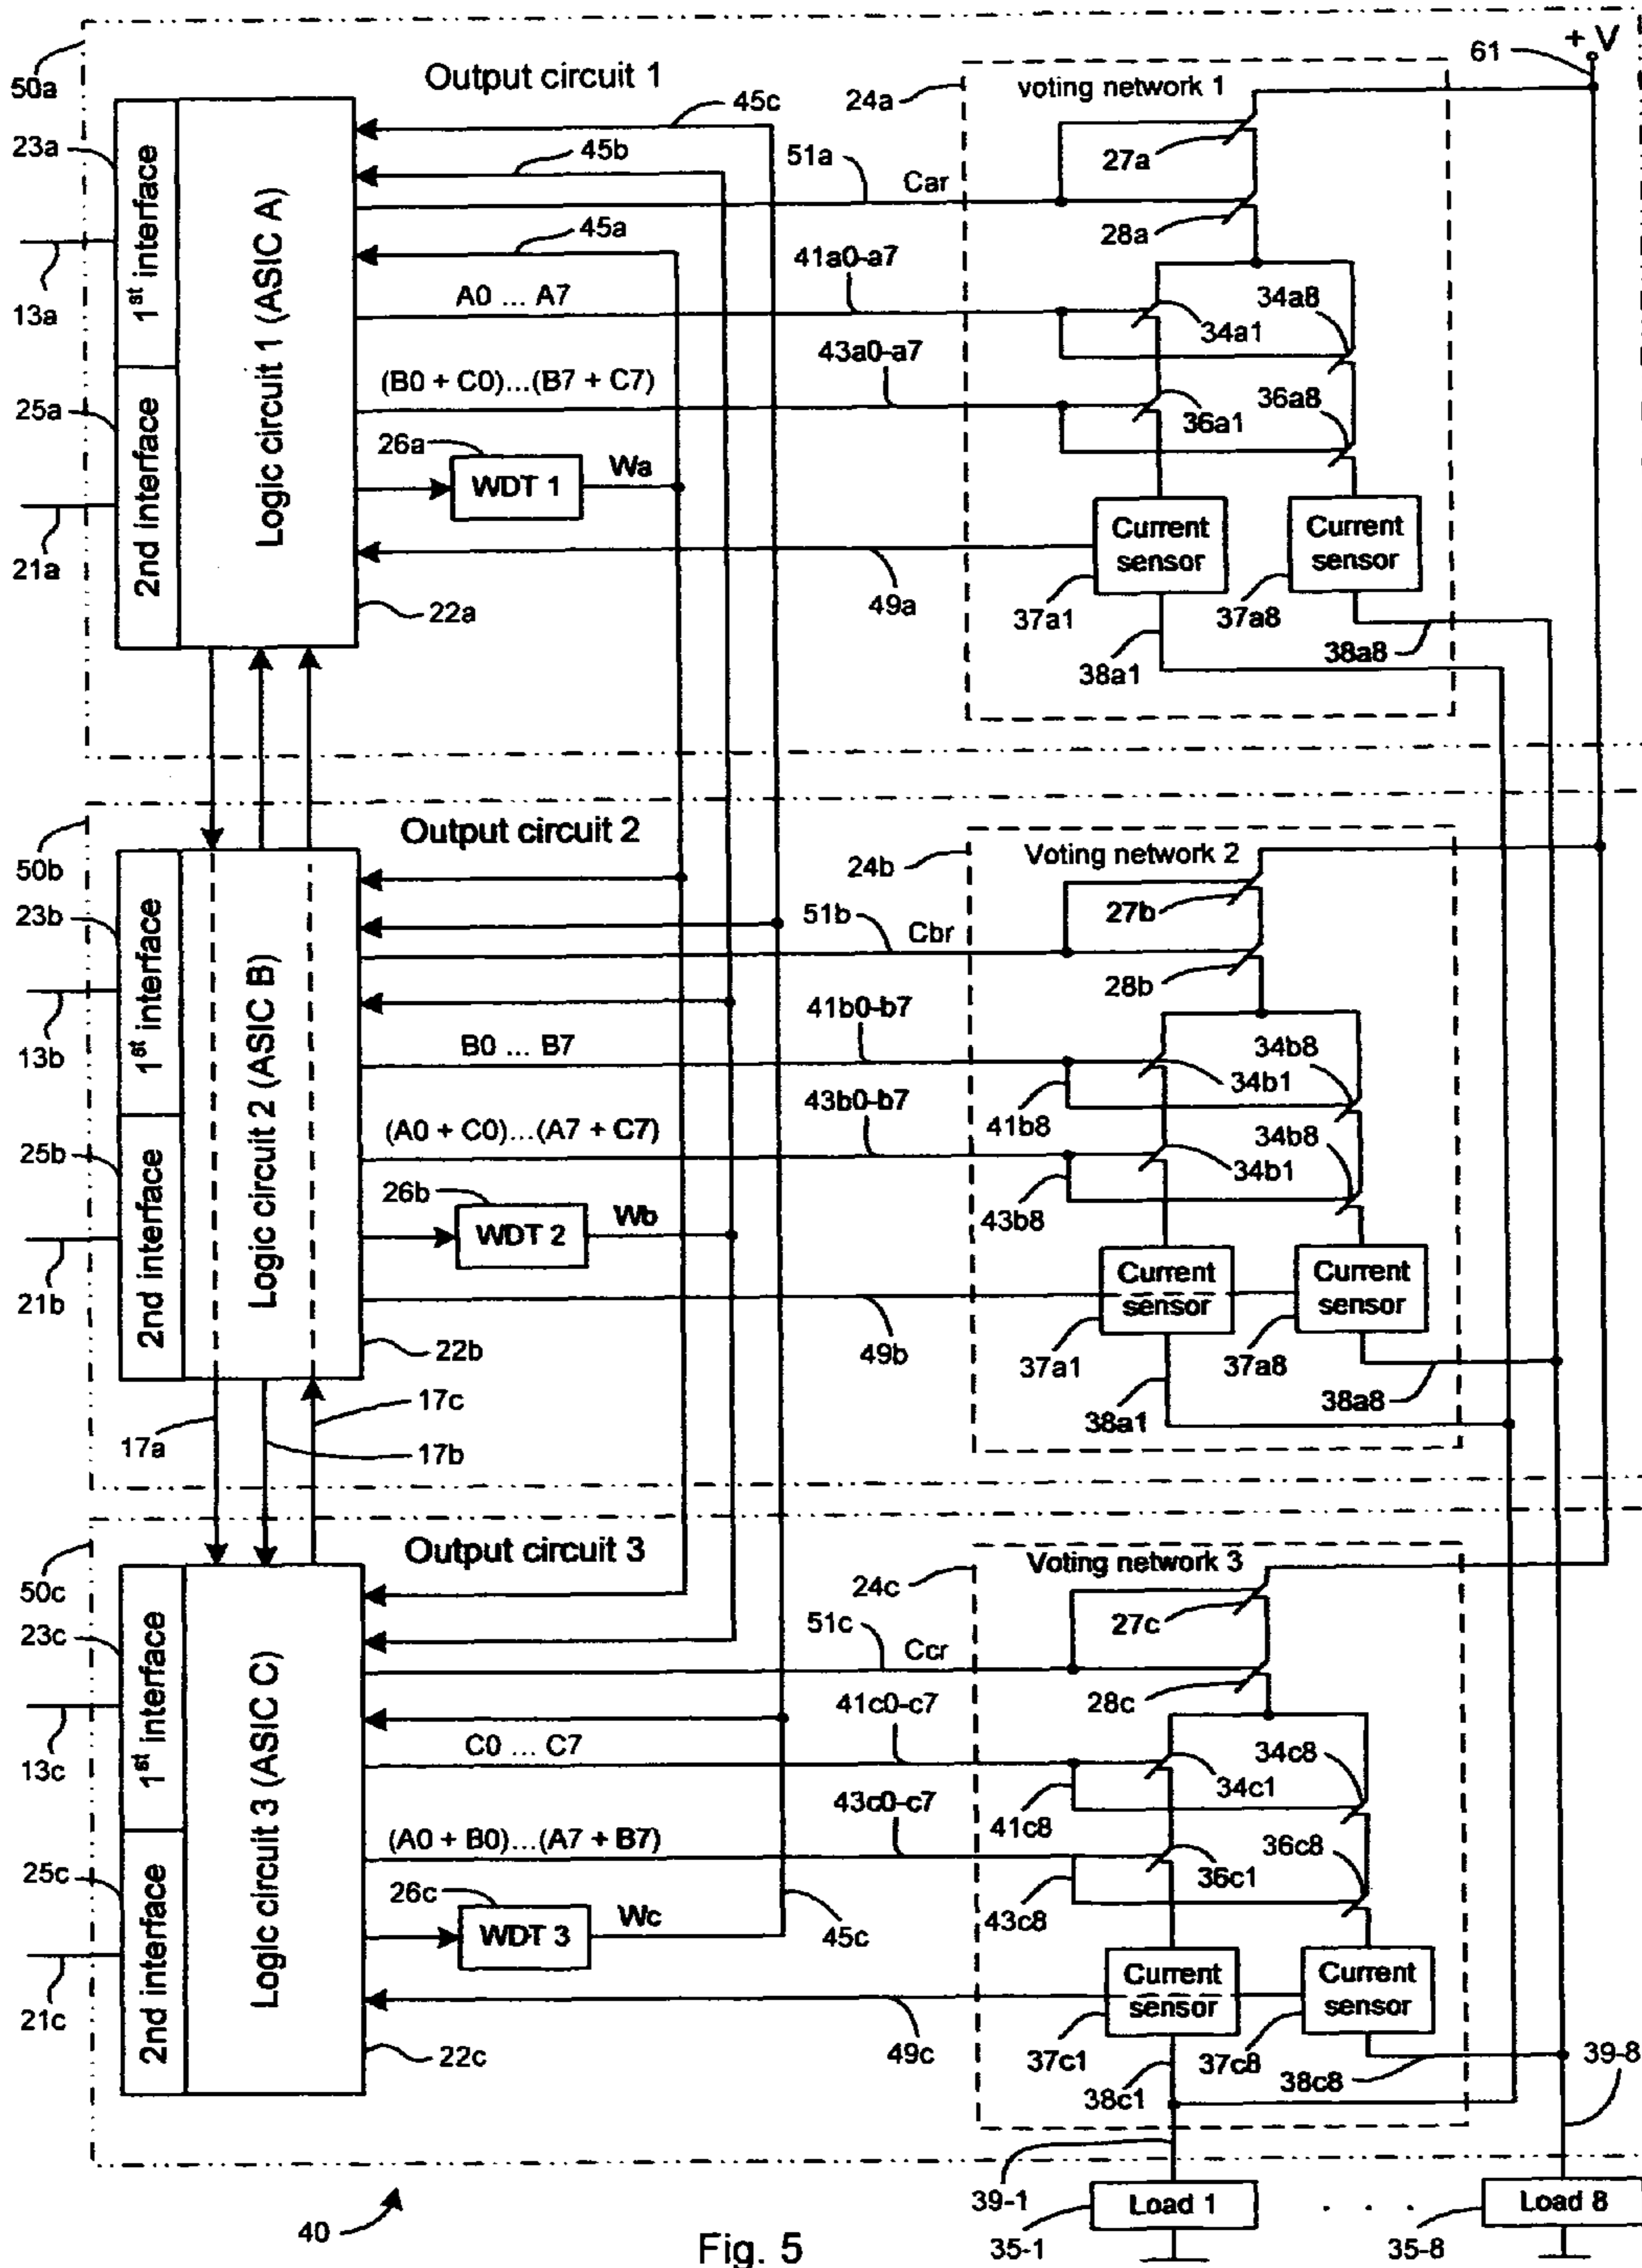 + V
61
50a
Output circuit 1
45c
24a
voting network 1
23a
1st interface
Logic circuit 1 (ASIC A)
45b
51a
Car
27a
28a
13a
45a
41a0-a7
A0 ... A7
34a8
34a1
43a0-a7
25a
2nd interface
(B0 + C0)...(B7 + C7)
36a8
36a1
26a
WDT 1
Wa
21a
Current
sensor
Current
sensor
49a
22a
37a1
37a8
38a1
38a8
50b
Output circuit 2
24b
Voting network 2
23b
1st interface
Logic circuit 2 (ASIC B)
51b
Cbr
27b
28b
13b
41b0-b7
B0 ... B7
34b8
34b1
41b8
43b0-b7
25b
2nd interface
(A0 + C0)...(A7 + C7)
34b8
34b1
43b8
26b
WDT 2
Wb
21b
Current
sensor
Current
sensor
49b
22b
37a1
37a8
38a1
38a8
17c
17a
17b
50c
Output circuit 3
24c
Voting network 3
23c
1st interface
Logic circuit 3 (ASIC C)
51c
Ccr
27c
28c
13c
41c0-c7
C0 ... C7
34c8
34c1
41c8
43c0-c7
25c
2nd interface
(A0 + B0)...(A7 + B7)
36c8
36c1
43c8
26c
WDT 3
Wc
45c
21c
Current
sensor
Current
sensor
49c
22c
37c1
37c8
38c1
38c8
39-8
39-1
Load 1
. . . .
Load 8
35-1
35-8
40
Fig. 5